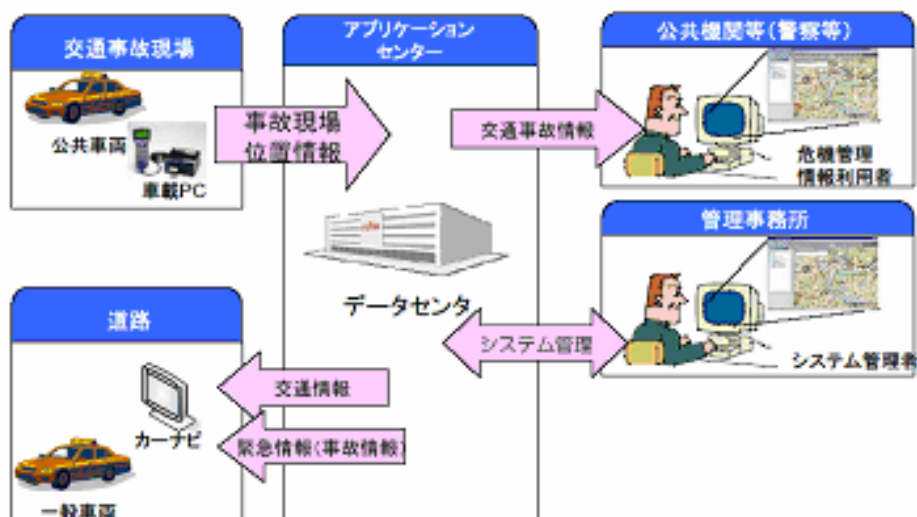 交通事故現場
公共車両
車載PC
事故現場
位置情報
アプリケーション
センター
データセンタ
交通事故情報
公共機関等(警察等)
危機管理
情報利用者
管理事務所
システム管理
システム管理者
道路
カーナビ
一般車両
交通情報
緊急情報(事故情報)